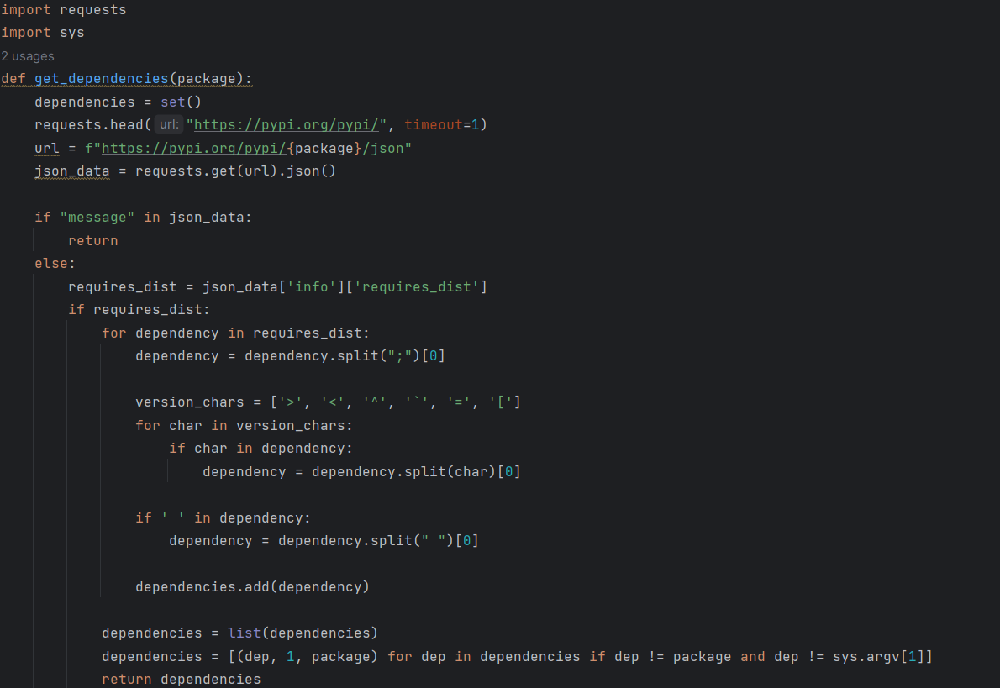 import requests
import sys
2 usages
def get_dependencies(package):
    dependencies = set()
    requests.head( url: "https://pypi.org/pypi/", timeout=1)
    url = f"https://pypi.org/pypi/{package}/json"
    json_data = requests.get(url).json()

    if "message" in json_data:
        return
    else:
        requires_dist = json_data['info']['requires_dist']
        if requires_dist:
            for dependency in requires_dist:
                dependency = dependency.split(";")[0]

                version_chars = ['>', '<', '^', '`', '=', '[']
                for char in version_chars:
                    if char in dependency:
                        dependency = dependency.split(char)[0]

                if ' ' in dependency:
                    dependency = dependency.split(" ")[0]

                dependencies.add(dependency)

            dependencies = list(dependencies)
            dependencies = [(dep, 1, package) for dep in dependencies if dep != package and dep != sys.argv[1]]
            return dependencies